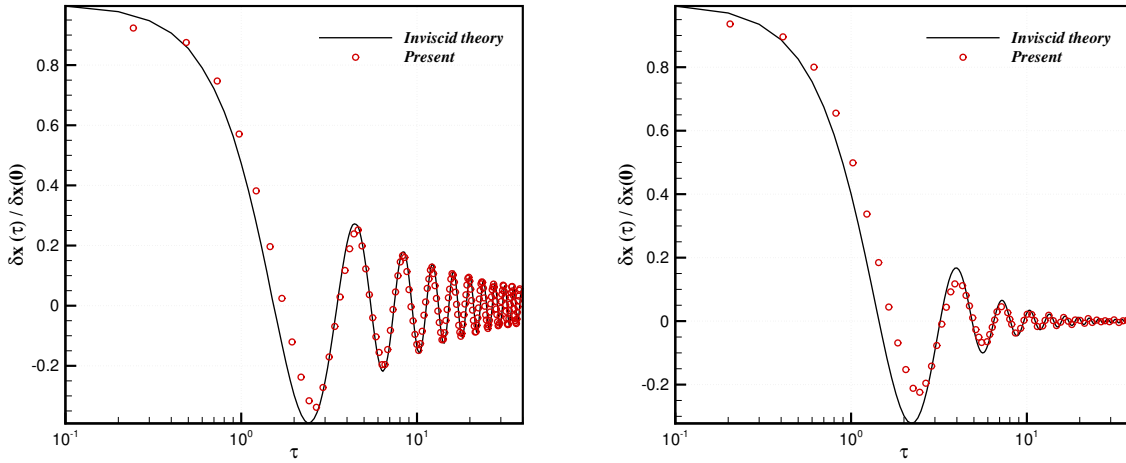 Inviscid theory
Present
δx (τ) / δx(0)
0.8
0.6
0.4
0.2
0
-0.2
10⁻¹
10⁰
10¹
τ
Inviscid theory
Present
δx (τ) / δx(0)
0.8
0.6
0.4
0.2
0
-0.2
10⁻¹
10⁰
10¹
τ